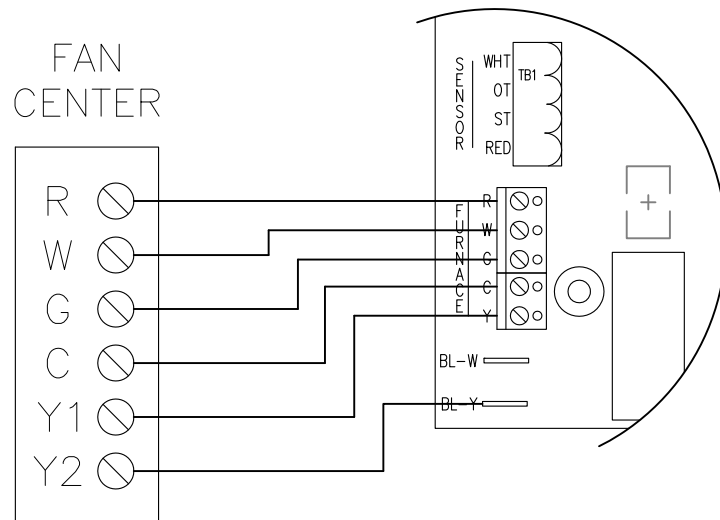 FAN
CENTER
R
W
G
C
Y1
Y2
SENSOR
WHT
OT
ST
RED
TB1
FURNACE
R
W
G
C
Y
BL-W
BL-Y